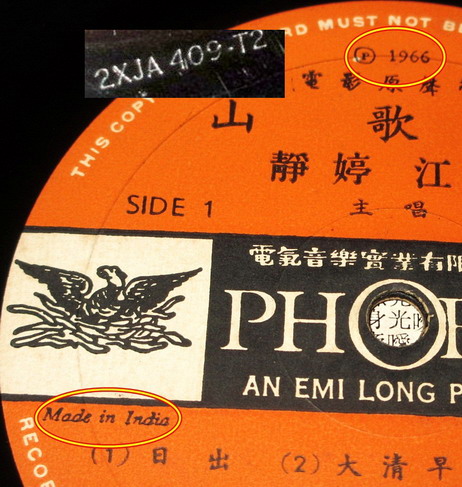 THIS COPY
RD MUST NOT BE
2XJA 409-T2
Ⓟ 1966
電影原聲
山 歌
靜婷 江
SIDE 1
主唱
電氣音樂實業有限
PHO
AN EMI LONG P
Made in India
(1) 日出 (2) 大清早
RECOR